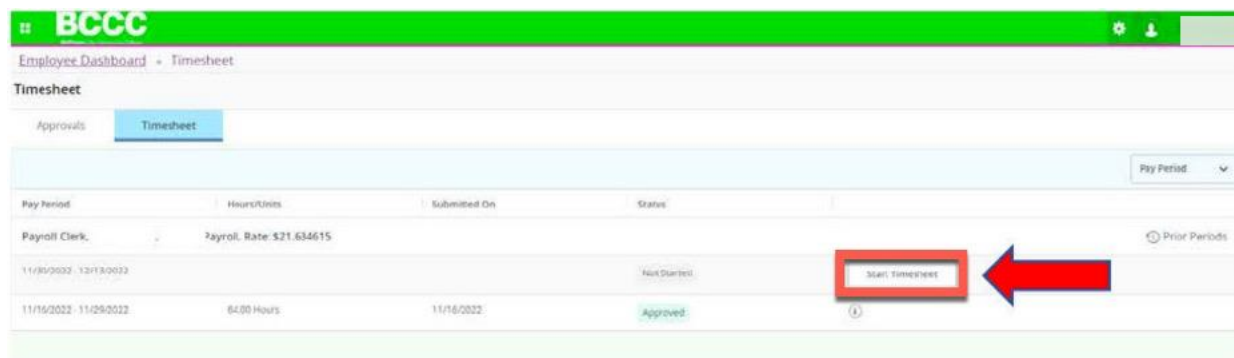 BCCC
Employee Dashboard Timesheet
Timesheet
Approvals Timesheet
Pay Period
Pay Period Hours/Units Submitted On Status
Payroll Clerk, , Payroll, Rate: $21.634615 Prior Periods
11/30/2022 - 12/13/2022 Not Started Start Timesheet
11/16/2022 - 11/29/2022 64.00 Hours 11/18/2022 Approved